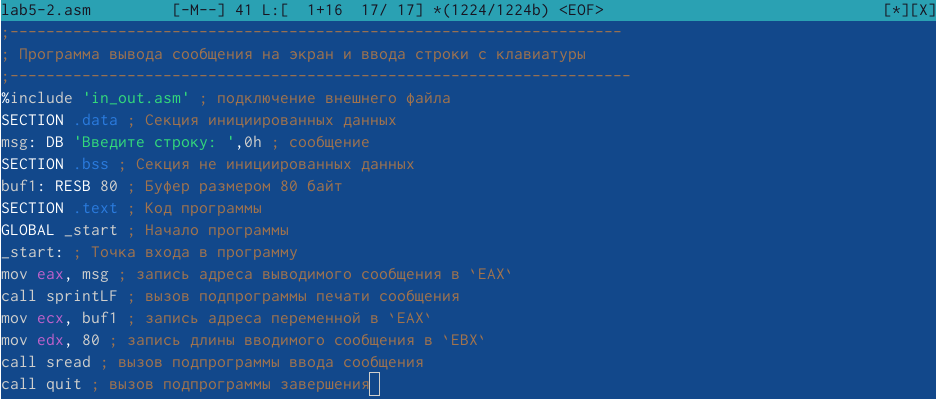 lab5-2.asm         [-M--] 41 L:[  1+16  17/ 17] *(1224/1224b) <EOF>                               [*][X]
;--------------------------------------------------------------------
; Программа вывода сообщения на экран и ввода строки с клавиатуры
;---------------------------------------------------------------------
%include 'in_out.asm' ; подключение внешнего файла
SECTION .data ; Секция инициированных данных
msg: DB 'Введите строку: ',0h ; сообщение
SECTION .bss ; Секция не инициированных данных
buf1: RESB 80 ; Буфер размером 80 байт
SECTION .text ; Код программы
GLOBAL _start ; Начало программы
_start: ; Точка входа в программу
mov eax, msg ; запись адреса выводимого сообщения в `EAX`
call sprintLF ; вызов подпрограммы печати сообщения
mov ecx, buf1 ; запись адреса переменной в `EAX`
mov edx, 80 ; запись длины вводимого сообщения в `EBX`
call sread ; вызов подпрограммы ввода сообщения
call quit ; вызов подпрограммы завершения